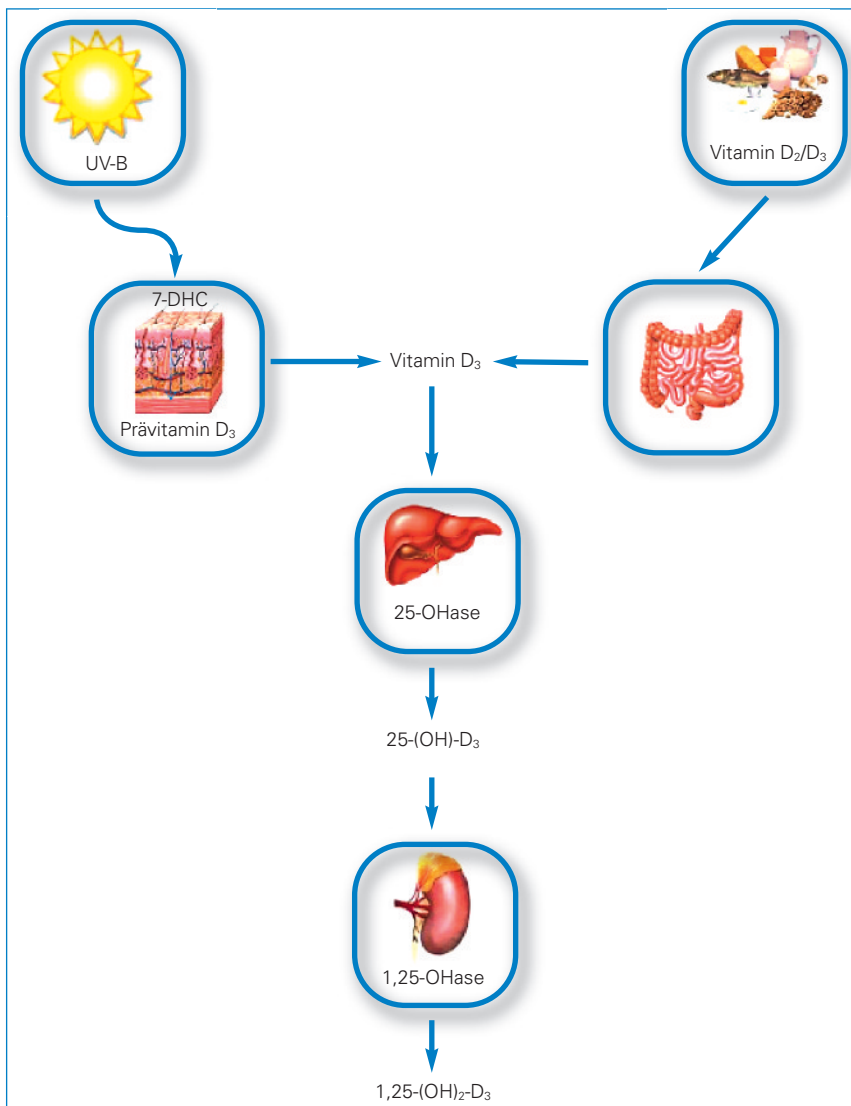 UV-B
Vitamin D₂/D₃
7-DHC
Prävitamin D₃
Vitamin D₃
25-OHase
25-(OH)-D₃
1,25-OHase
1,25-(OH)₂-D₃